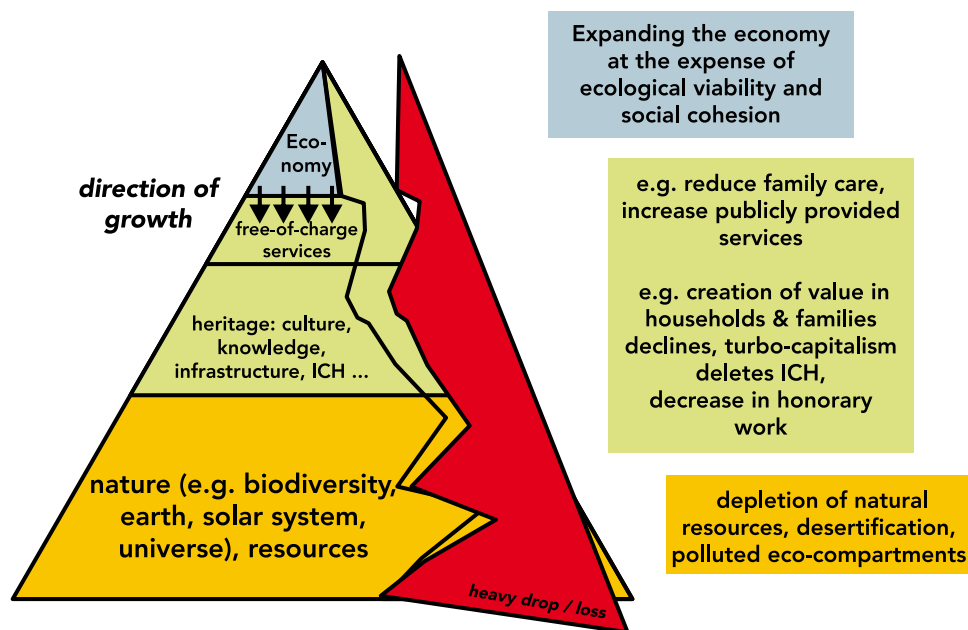 Expanding the economy
at the expense of
ecological viability and
social cohesion
Eco-
nomy
direction of
growth
free-of-charge
services
heritage: culture,
knowledge,
infrastructure, ICH ...
nature (e.g. biodiversity,
earth, solar system,
universe), resources
heavy drop / loss
e.g. reduce family care,
increase publicly provided
services
e.g. creation of value in
households & families
declines, turbo-capitalism
deletes ICH,
decrease in honorary
work
depletion of natural
resources, desertification,
polluted eco-compartments